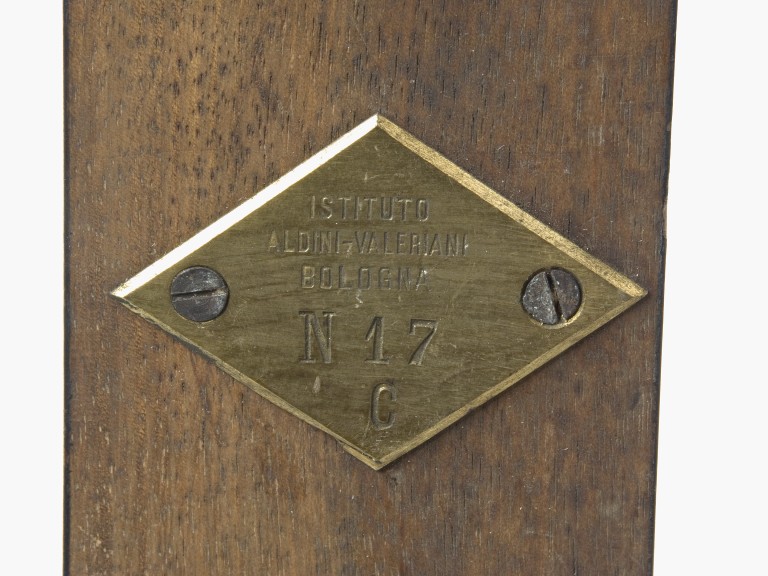 ISTITUTO
ALDINI-VALERIANI
BOLOGNA
N 17
C